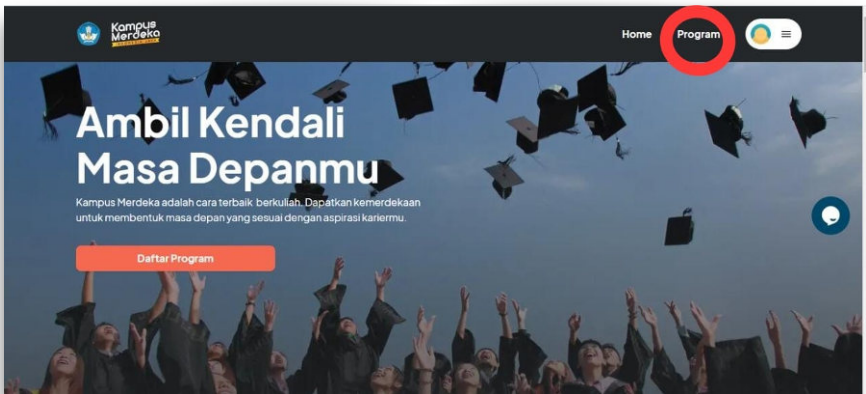 Kampus
Merdeka
Home
Program
Ambil Kendali
Masa Depanmu
Kampus Merdeka adalah cara terbaik berkuliah. Dapatkan kemerdekaan
untuk membentuk masa depan yang sesuai dengan aspirasi kariermu.
Daftar Program